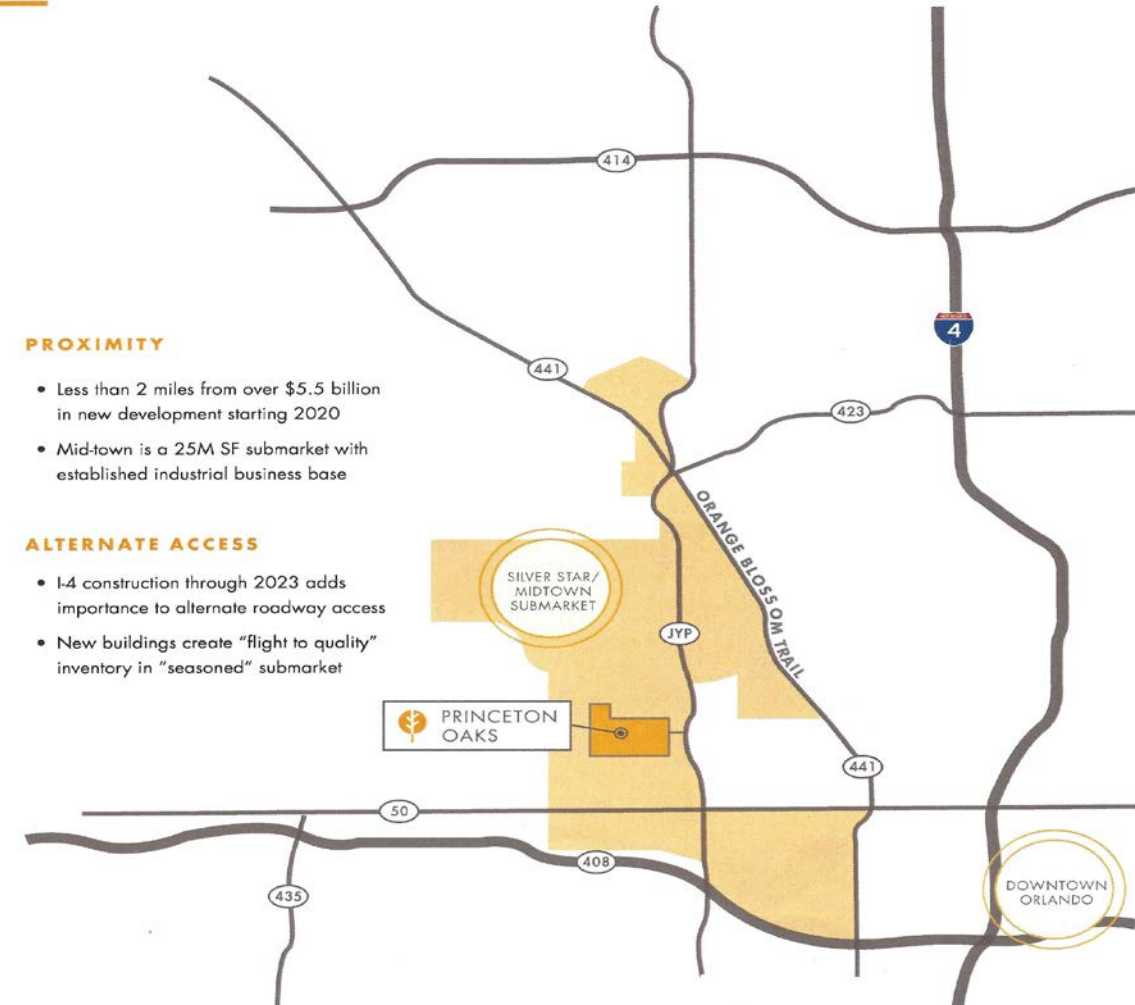 414
4
441
423
PROXIMITY
• Less than 2 miles from over $5.5 billion
in new development starting 2020
• Mid-town is a 25M SF submarket with
established industrial business base
ALTERNATE ACCESS
• I-4 construction through 2023 adds
importance to alternate roadway access
• New buildings create “flight to quality”
inventory in “seasoned” submarket
ORANGE BLOSSOM TRAIL
SILVER STAR/
MIDTOWN
SUBMARKET
JYP
PRINCETON
OAKS
441
50
408
435
DOWNTOWN
ORLANDO